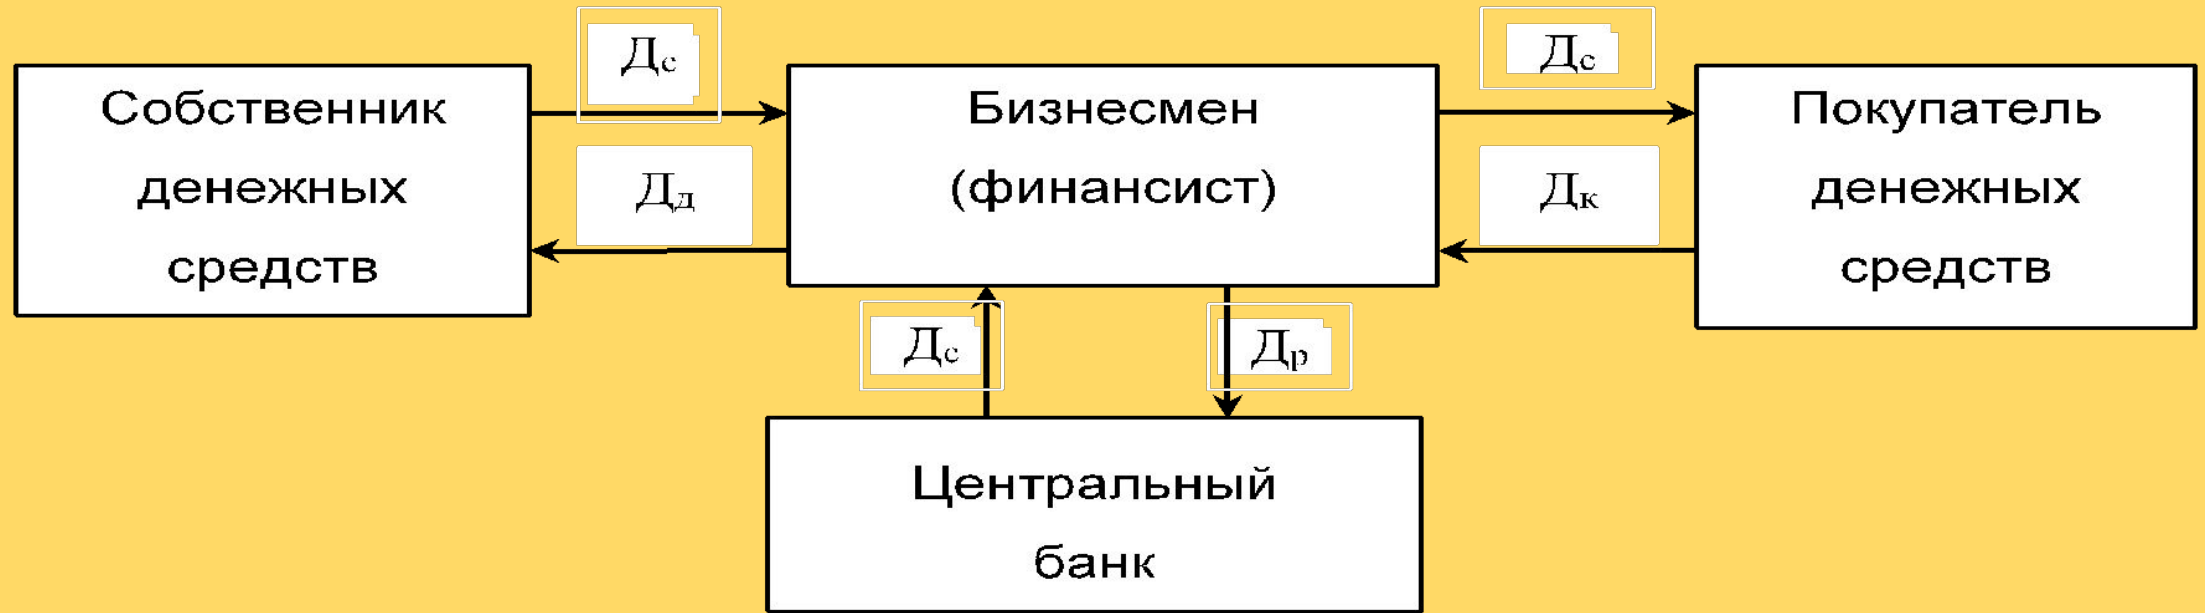 Дс
Дс
Собственник
денежных
средств
Бизнесмен
(финансист)
Покупатель
денежных
средств
Дд
Дк
Дс
Др
Центральный
банк